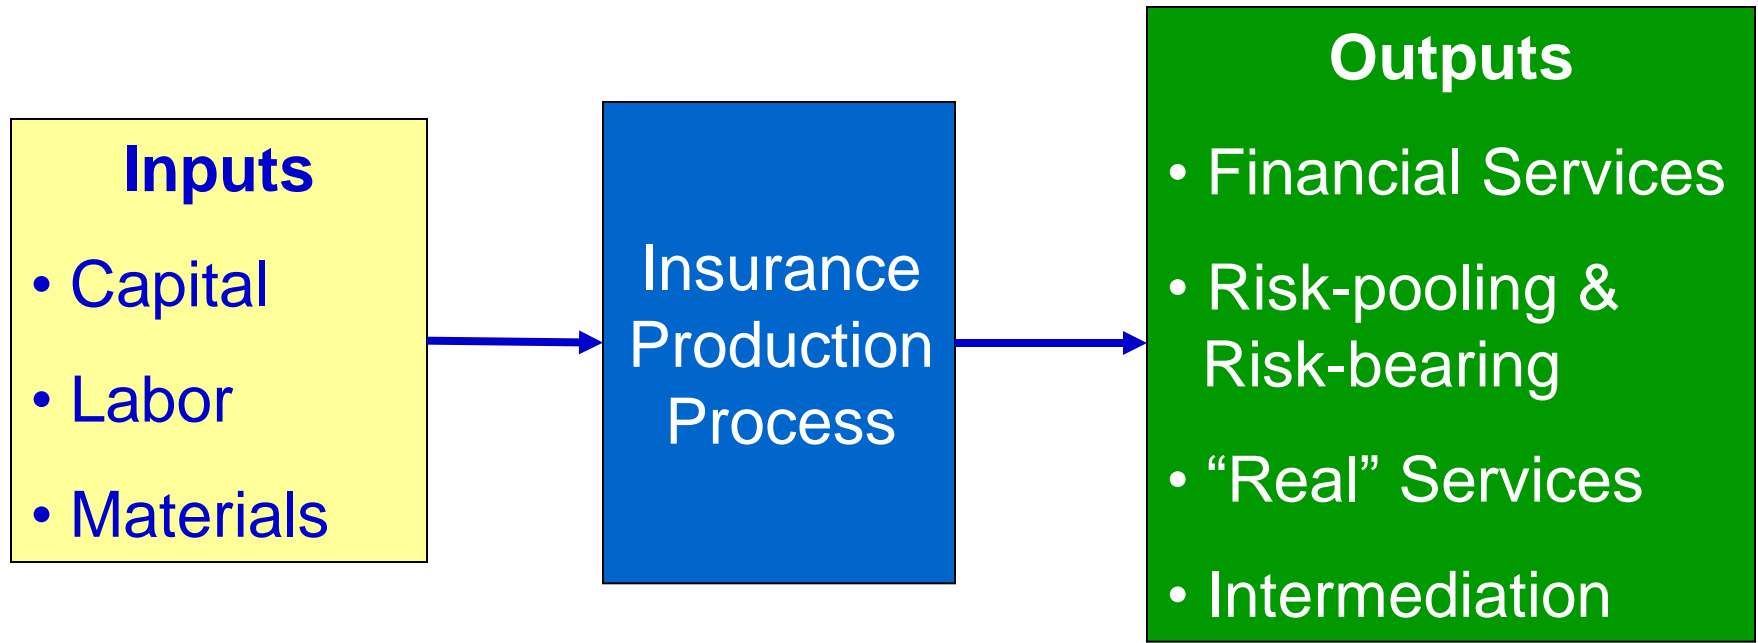 Inputs
• Capital
• Labor
• Materials
Insurance
Production
Process
Outputs
• Financial Services
• Risk-pooling &
Risk-bearing
• “Real” Services
• Intermediation